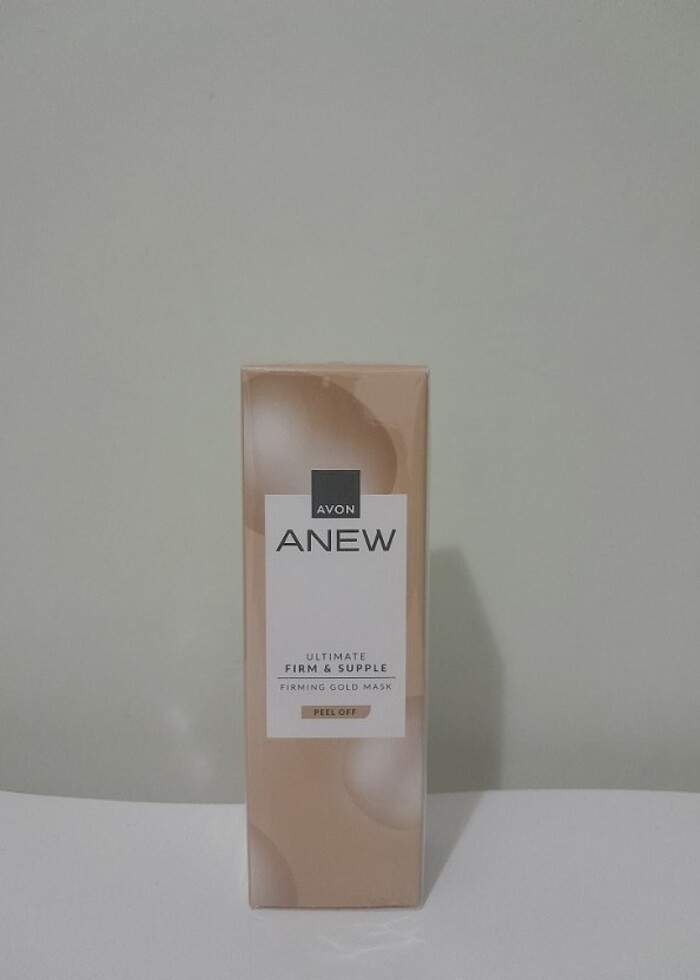 AVON
ANEW
ULTIMATE
FIRM & SUPPLE
FIRMING GOLD MASK
PEEL OFF